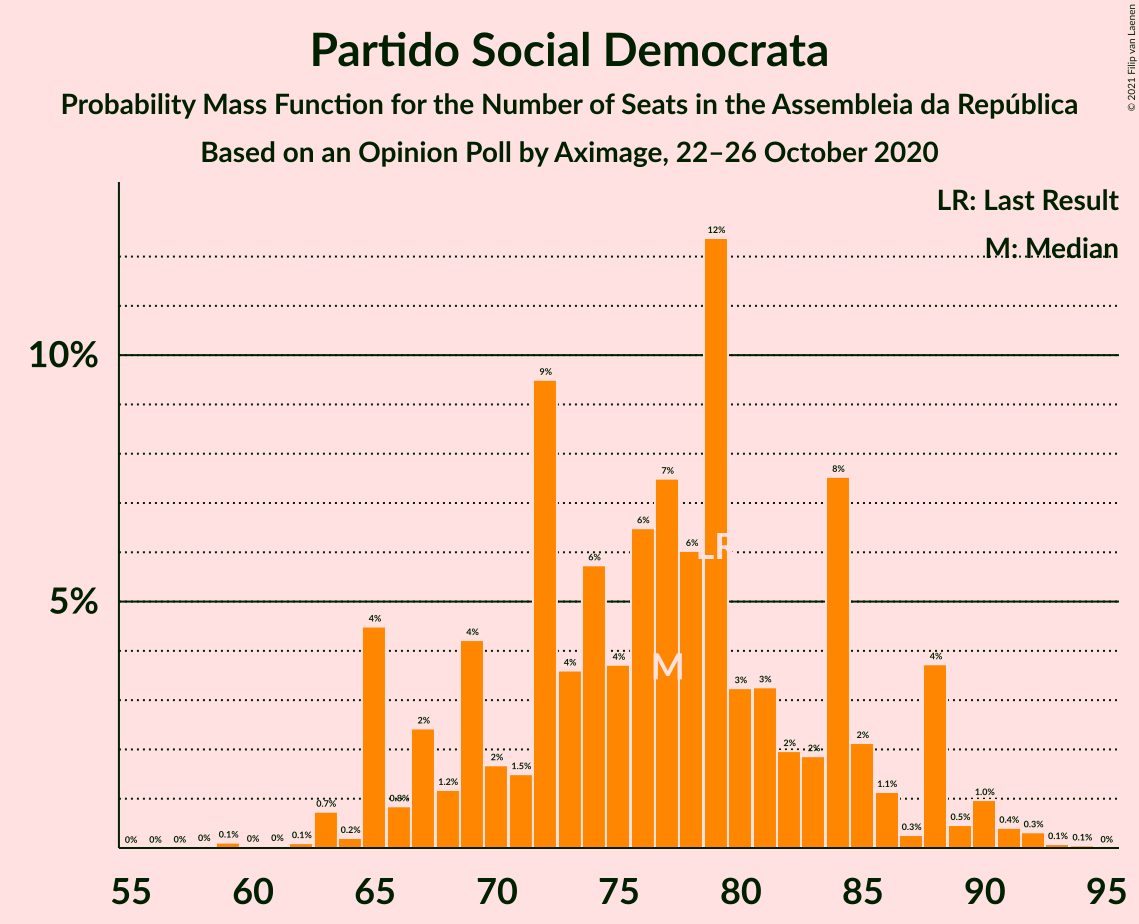 Partido Social Democrata
Probability Mass Function for the Number of Seats in the Assembleia da República
Based on an Opinion Poll by Aximage, 22–26 October 2020
© 2021 Filip van Laenen
LR: Last Result
M: Median
10%
5%
0% 0% 0% 0% 0.1% 0% 0% 0.1% 0.7% 0.2% 4% 0.8% 2% 1.2% 4% 2% 1.5% 9% 4% 6% 4% 6% 7% 6% 12% 3% 3% 2% 2% 8% 2% 1.1% 0.3% 4% 0.5% 1.0% 0.4% 0.3% 0.1% 0.1% 0%
LR
M
55 60 65 70 75 80 85 90 95